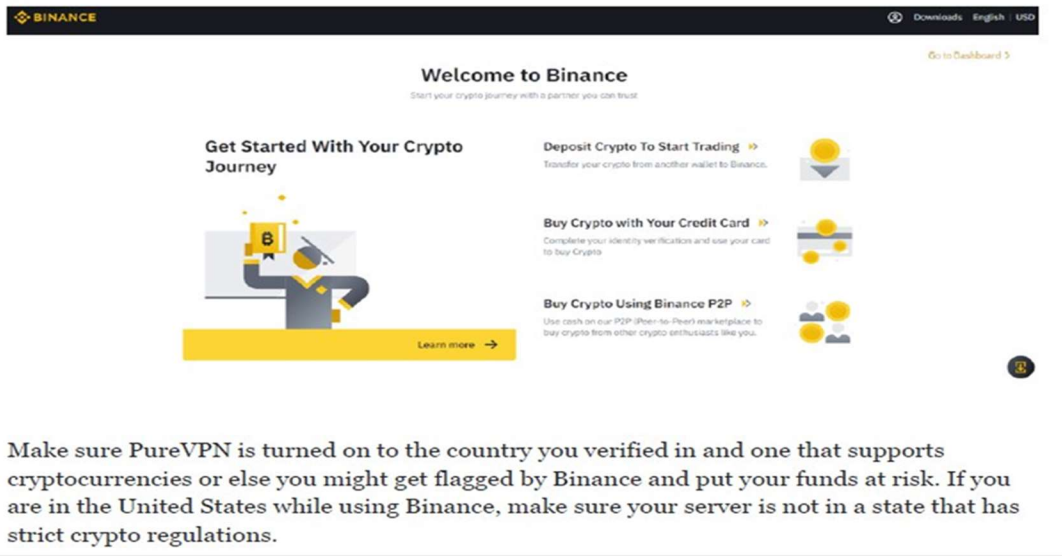 BINANCE
Downloads English | USD
Go to Dashboard
Welcome to Binance
Start your crypto journey with a partner you can trust
Get Started With Your Crypto
Journey
Learn more →
Deposit Crypto To Start Trading
Transfer your crypto from another wallet to Binance.
Buy Crypto with Your Credit Card
Complete your identity verification and use your card
to buy Crypto
Buy Crypto Using Binance P2P
Use cash on our P2P (Peer-to-Peer) marketplace to
buy crypto from other crypto enthusiasts like you.
Make sure PureVPN is turned on to the country you verified in and one that supports
cryptocurrencies or else you might get flagged by Binance and put your funds at risk. If you
are in the United States while using Binance, make sure your server is not in a state that has
strict crypto regulations.